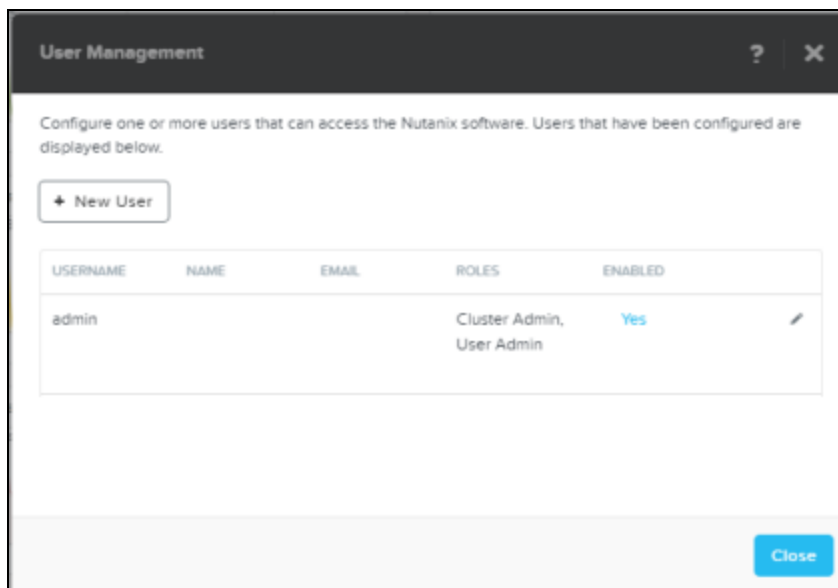 User Management
?
Configure one or more users that can access the Nutanix software. Users that have been configured are
displayed below.
+ New User
USERNAME NAME EMAIL ROLES ENABLED
admin Cluster Admin, Yes
User Admin
Close